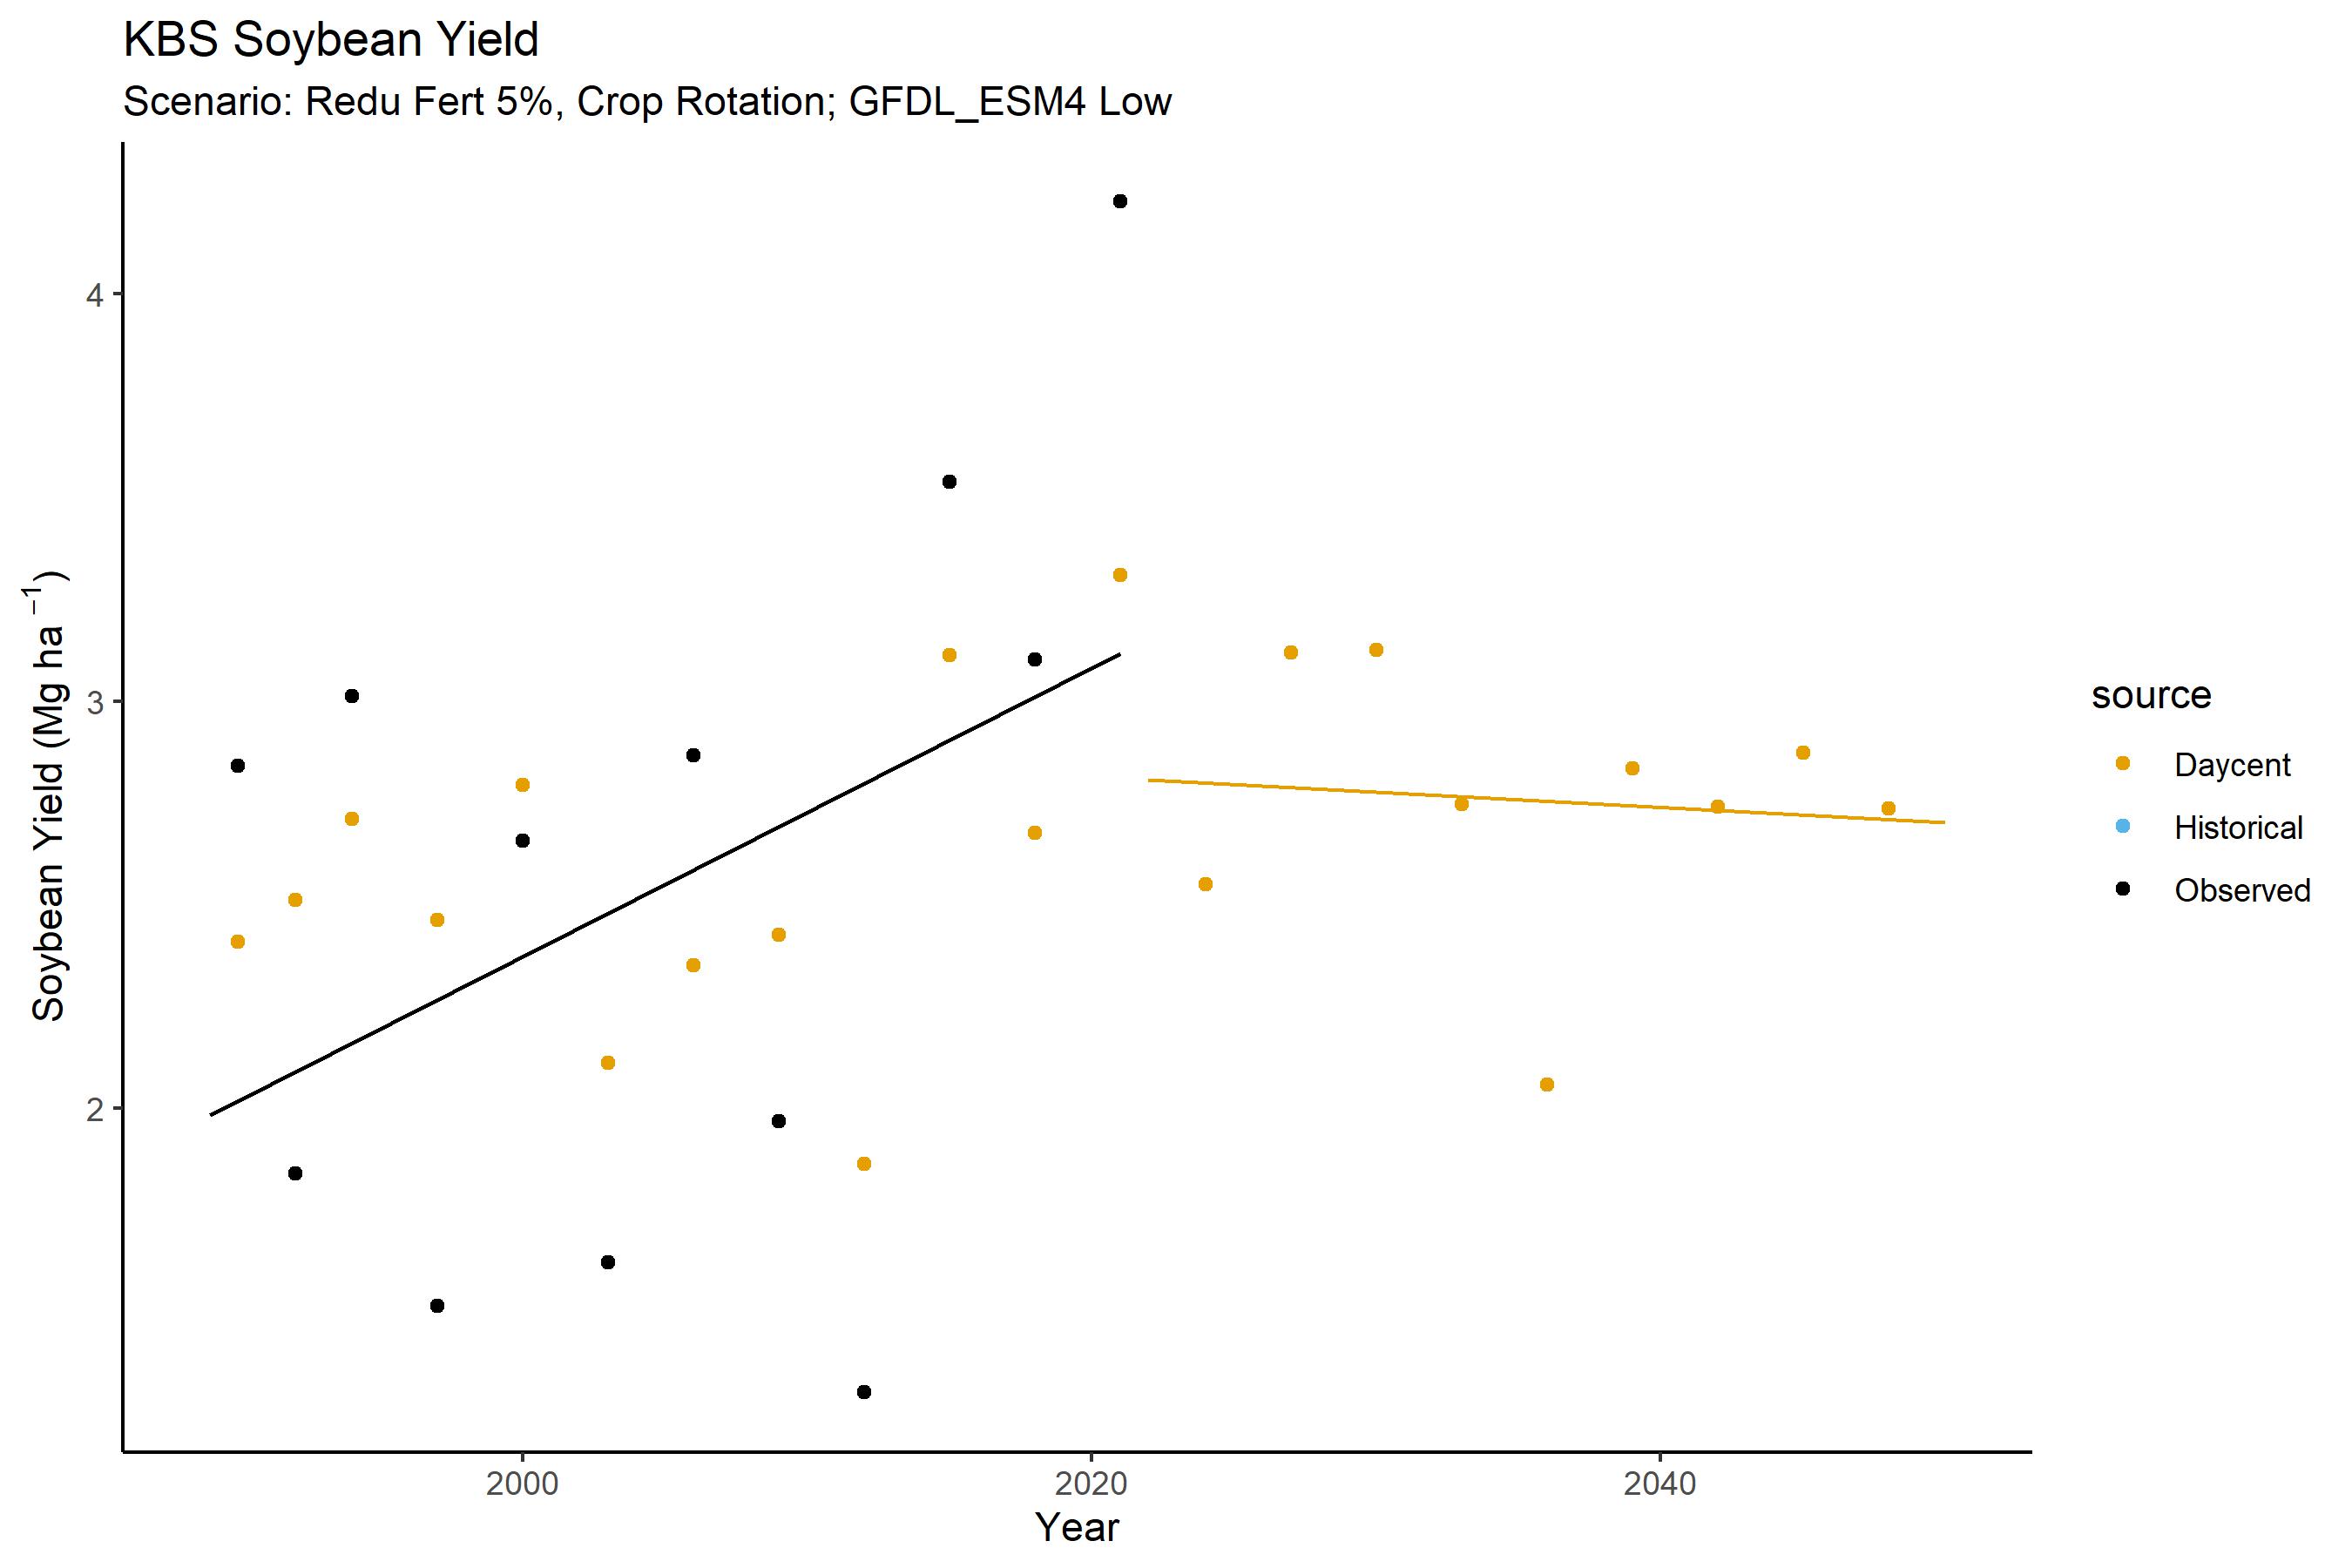 KBS Soybean Yield
Scenario: Redu Fert 5%, Crop Rotation; GFDL_ESM4 Low
Soybean Yield (Mg ha −1)
4
3
2
2000
2020
2040
Year
source
Daycent
Historical
Observed